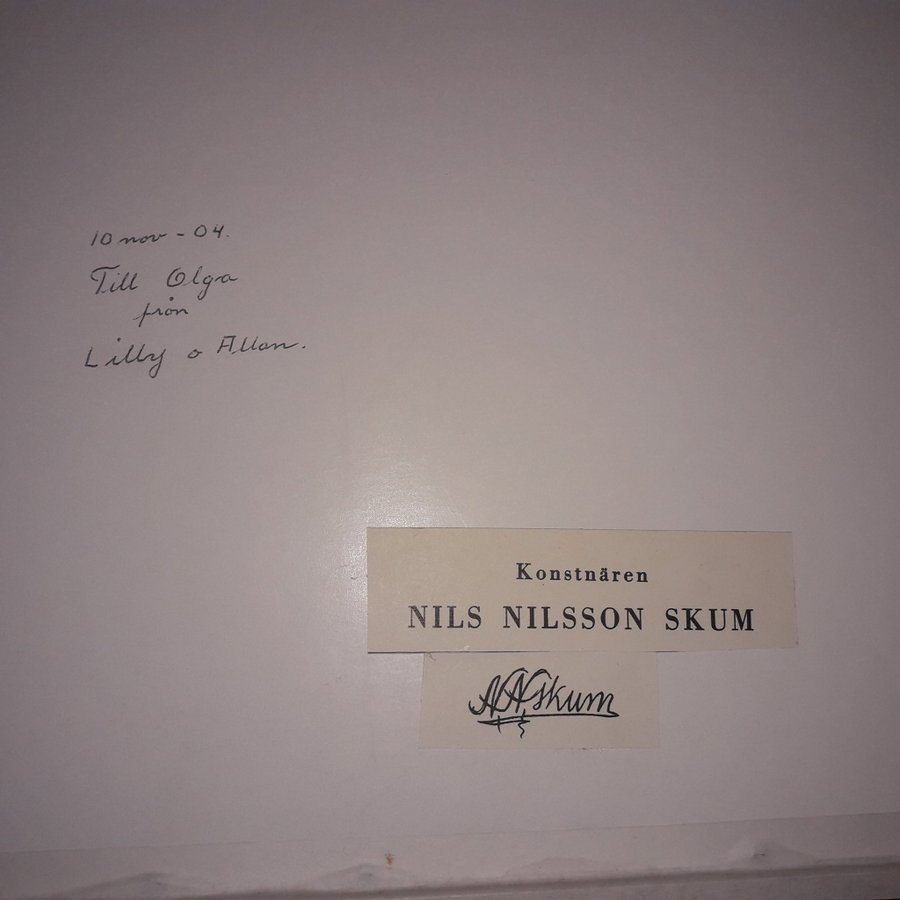 10 nov - 04.
Till Olga
från
Lilly o Allan.
Konstnären
NILS NILSSON SKUM
NNSkum